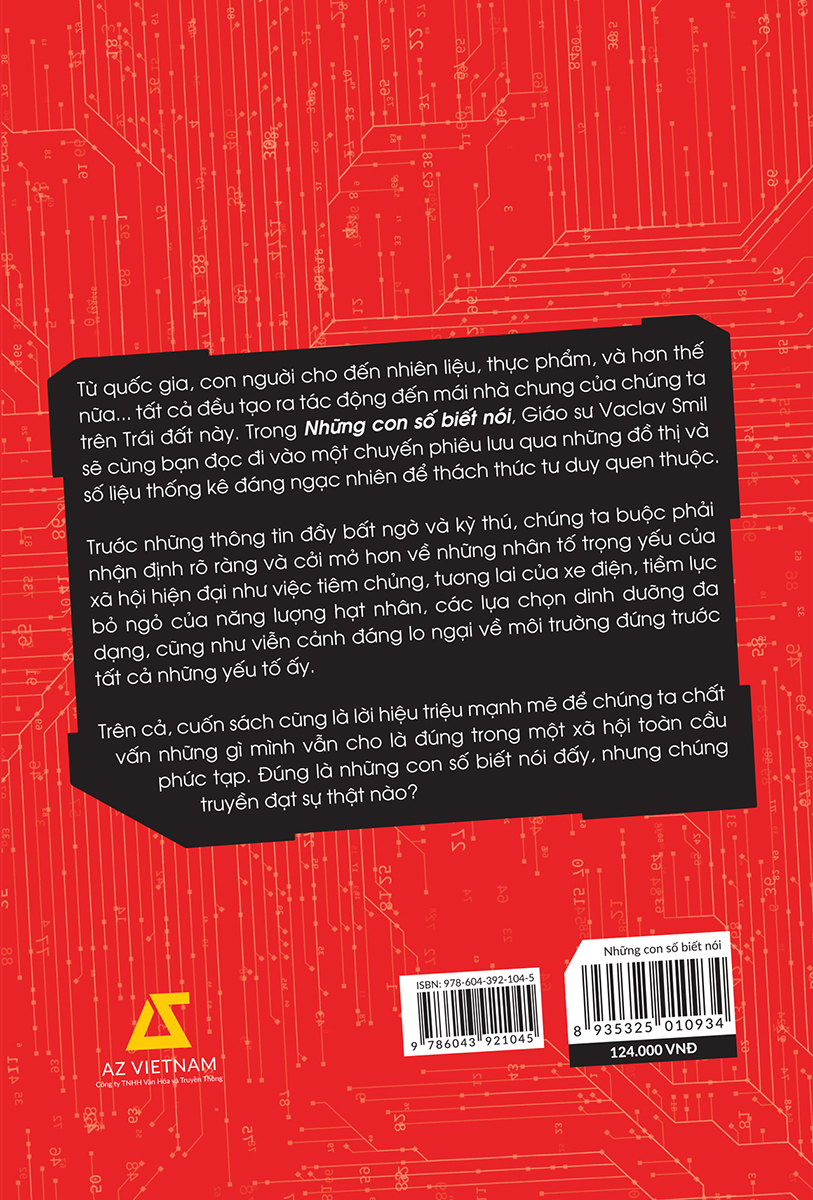 Từ quốc gia, con người cho đến nhiên liệu, thực phẩm, và hơn thế
nữa... tất cả đều tạo ra tác động đến mái nhà chung của chúng ta
trên Trái đất này. Trong Những con số biết nói, Giáo sư Vaclav Smil
sẽ cùng bạn đọc đi vào một chuyến phiêu lưu qua những đồ thị và
số liệu thống kê đáng ngạc nhiên để thách thức tư duy quen thuộc.
Trước những thông tin đầy bất ngờ và kỳ thú, chúng ta buộc phải
nhận định rõ ràng và cởi mở hơn về những nhân tố trọng yếu của
xã hội hiện đại như việc tiêm chủng, tương lai của xe điện, tiềm lực
bỏ ngỏ của năng lượng hạt nhân, các lựa chọn dinh dưỡng đa
dạng, cũng như viễn cảnh đáng lo ngại về môi trường đứng trước
tất cả những yếu tố ấy.
Trên cả, cuốn sách cũng là lời hiệu triệu mạnh mẽ để chúng ta chất
vấn những gì mình vẫn cho là đúng trong một xã hội toàn cầu
phức tạp. Đúng là những con số biết nói đấy, nhưng chúng
truyền đạt sự thật nào?
AZ VIETNAM
Công ty TNHH Văn Hóa và Truyền Thông
ISBN: 978-604-392-104-5
9 786043 921045
Những con số biết nói
8 935325 010934
124.000 VNĐ